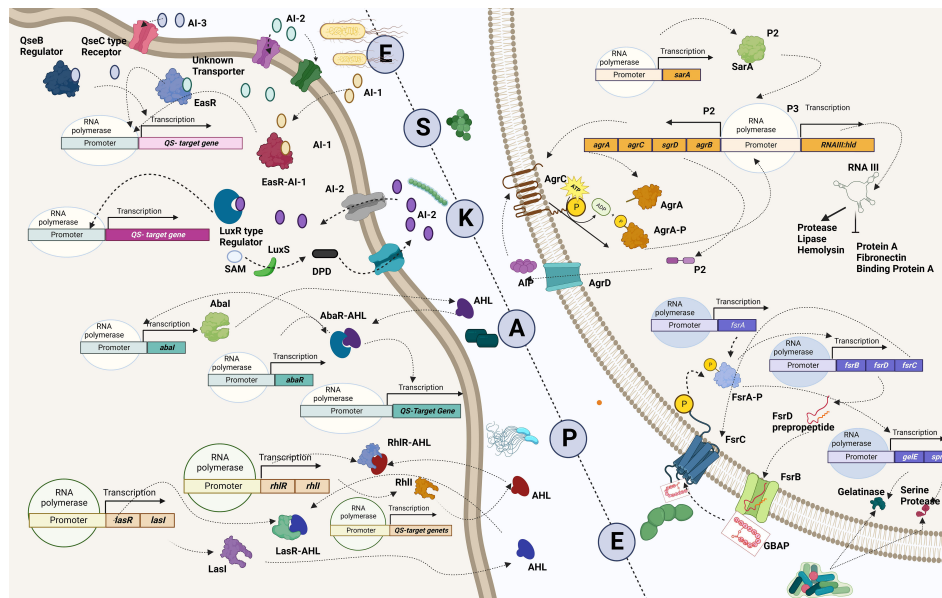 AI-3
QseB
Regulator
QseC type
Receptor
AI-2
Unknown
Transporter
EasR
AI-1
RNA
polymerase
Transcription
Promoter
QS- target gene
AI-1
EasR-AI-1
AI-2
AI-2
RNA
polymerase
Transcription
Promoter
QS- target gene
LuxR type
Regulator
SAM
LuxS
DPD
AbaI
AbaR-AHL
AHL
RNA
polymerase
Transcription
Promoter
abaI
RNA
polymerase
Transcription
Promoter
abaR
RNA
polymerase
Transcription
Promoter
QS-Target Gene
RhlR-AHL
RhlI
AHL
RNA
polymerase
Transcription
Promoter
rhlR
rhlI
RNA
polymerase
Transcription
Promoter
lasR
lasI
RNA
polymerase
Transcription
Promoter
QS-target genets
LasR-AHL
LasI
AHL
E
S
K
A
P
E
RNA
polymerase
Transcription
Promoter
sarA
P2
SarA
P2
RNA
polymerase
P3
Transcription
agrA
agrC
sgrD
agrB
Promoter
RNAIII:hld
RNA III
AgrC
ATP
P
ADP
P
AgrA
AgrA-P
Protease
Lipase
Hemolysin
Protein A
Fibronectin
Binding Protein A
P2
AIP
AgrD
RNA
polymerase
Transcription
Promoter
fsrA
RNA
polymerase
Transcription
Promoter
fsrB
fsrD
fsrC
P
FsrA-P
P
FsrD
prepropeptide
FsrC
RNA
polymerase
Transcription
Promoter
gelE
spr
FsrB
Gelatinase
Serine
Protease
GBAP